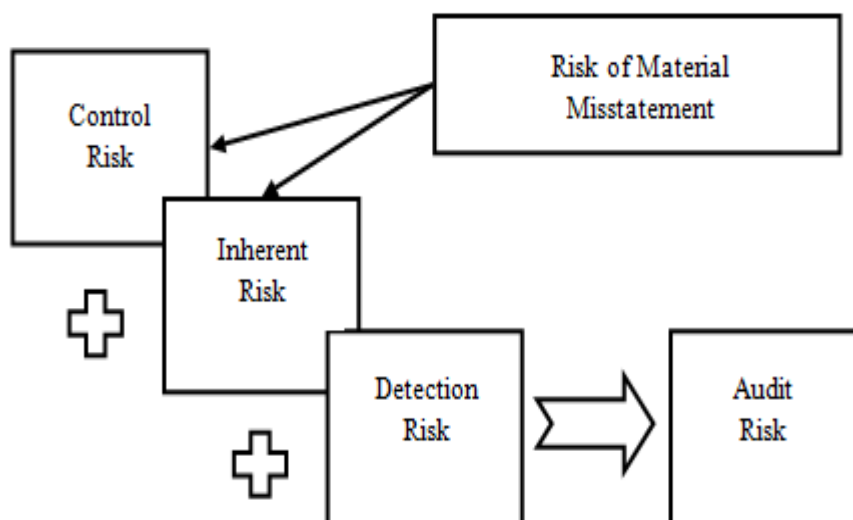 Risk of Material
Misstatement
Control
Risk
Inherent
Risk
Detection
Risk
Audit
Risk